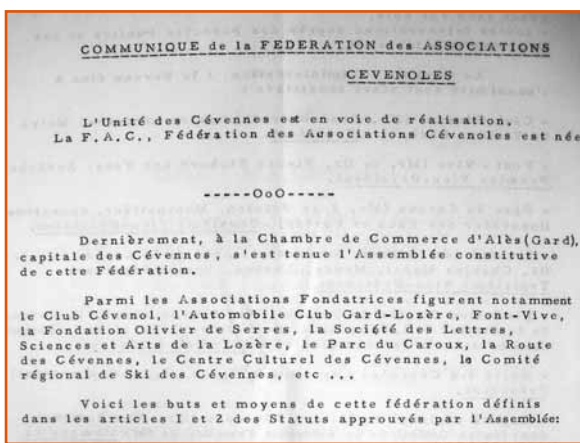 COMMUNIQUE de la FEDERATION des ASSOCIATIONS
CEVENOLES
L'Unité des Cévennes est en voie de réalisation.
La F.A.C., Fédération des Associations Cévenoles est née
-----OoO-----
Dernièrement, à la Chambre de Commerce d'Alès(Gard),
capitale des Cévennes, s'est tenue l'Assemblée constitutive
de cette Fédération.
Parmi les Associations Fondatrices figurent notamment
le Club Cévenol, l'Automobile Club Gard-Lozère, Font-Vive,
la Fondation Olivier de Serres, la Société des Lettres,
Sciences et Arts de la Lozère, le Parc du Caroux, la Route
des Cévennes, le Centre Culturel des Cévennes, le Comité
régional de Ski des Cévennes, etc ...
Voici les buts et moyens de cette fédération définis
dans les articles I et 2 des Statuts approuvés par l'Assemblée: